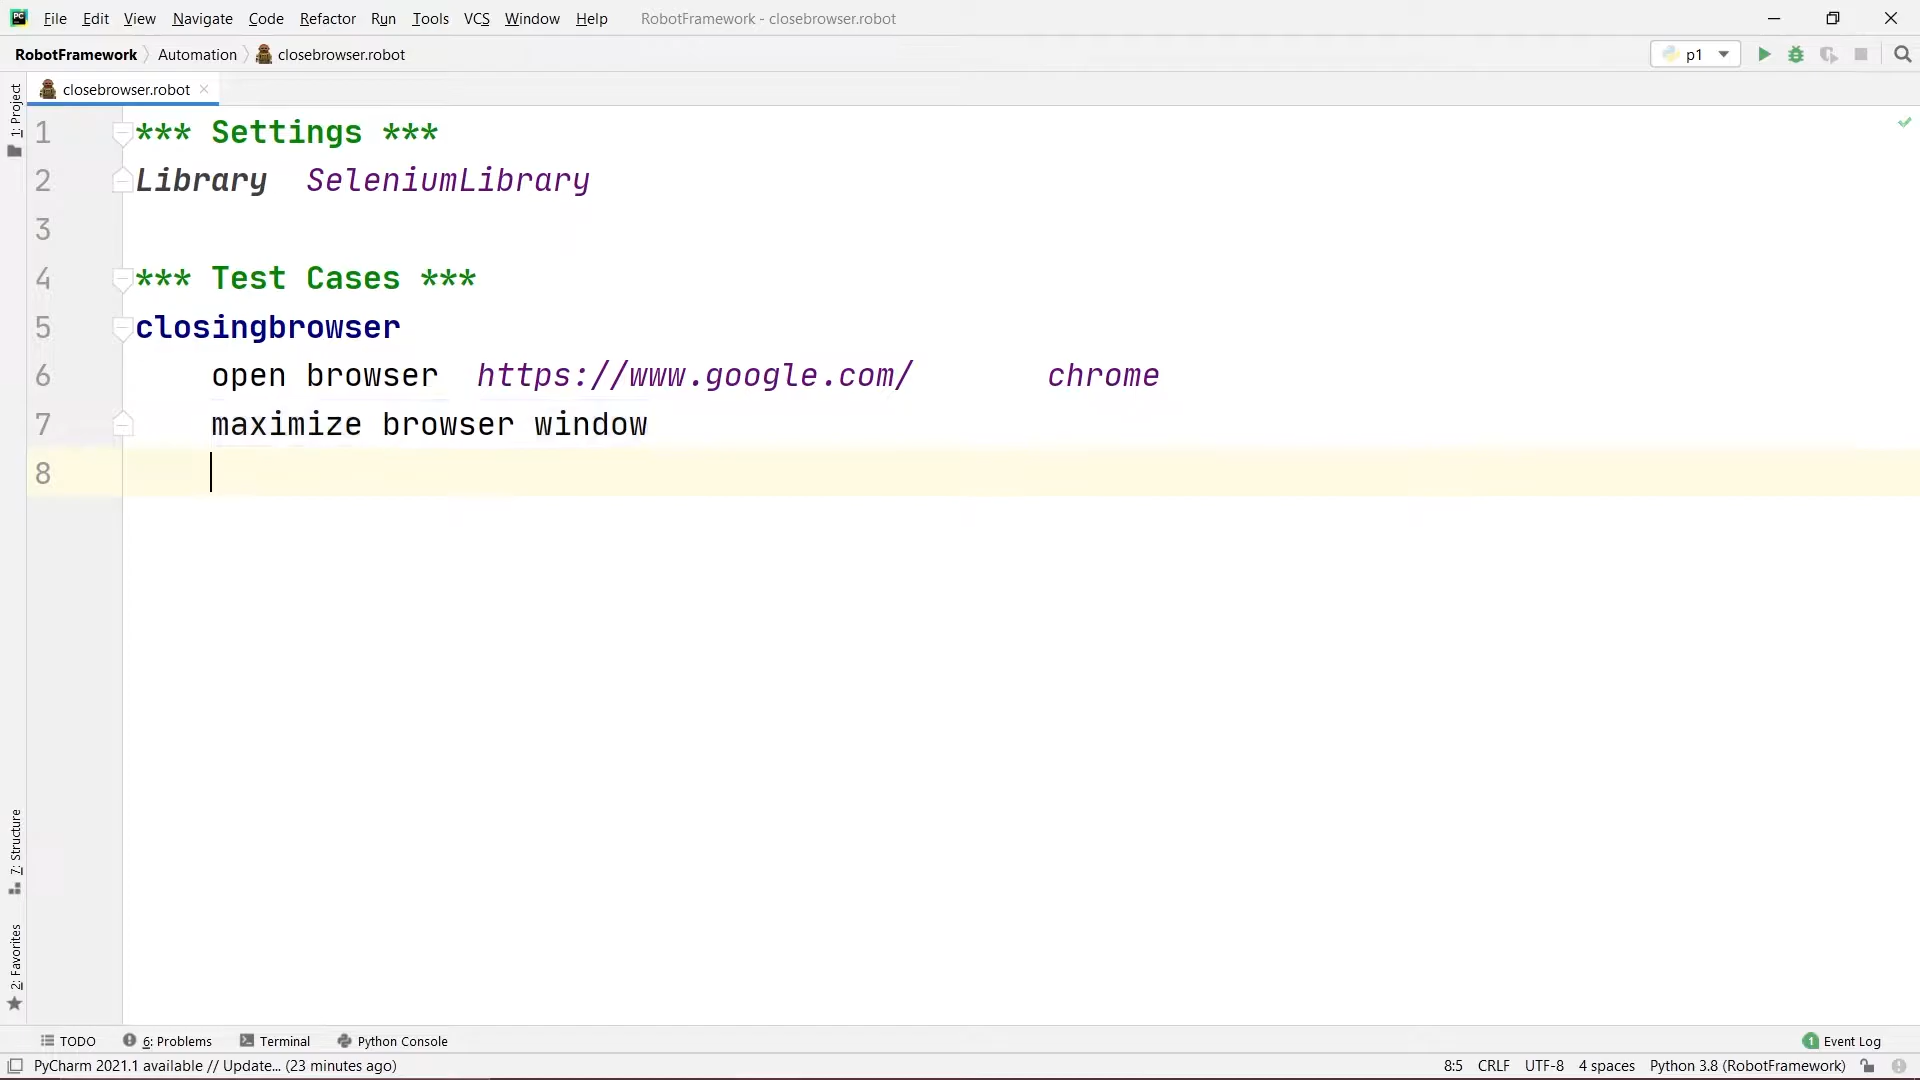 PC File Edit View Navigate Code Refactor Run Tools VCS Window Help RobotFramework - closebrowser.robot
RobotFramework Automation closebrowser.robot p1
closebrowser.robot
1: Project
1 *** Settings ***
2 Library SeleniumLibrary
3
4 *** Test Cases ***
5 closingbrowser
6 open browser https://www.google.com/ chrome
7 maximize browser window
8
7: Structure
2: Favorites
TODO 6: Problems Terminal Python Console 1 Event Log
PyCharm 2021.1 available // Update... (23 minutes ago) 8:5 CRLF UTF-8 4 spaces Python 3.8 (RobotFramework)